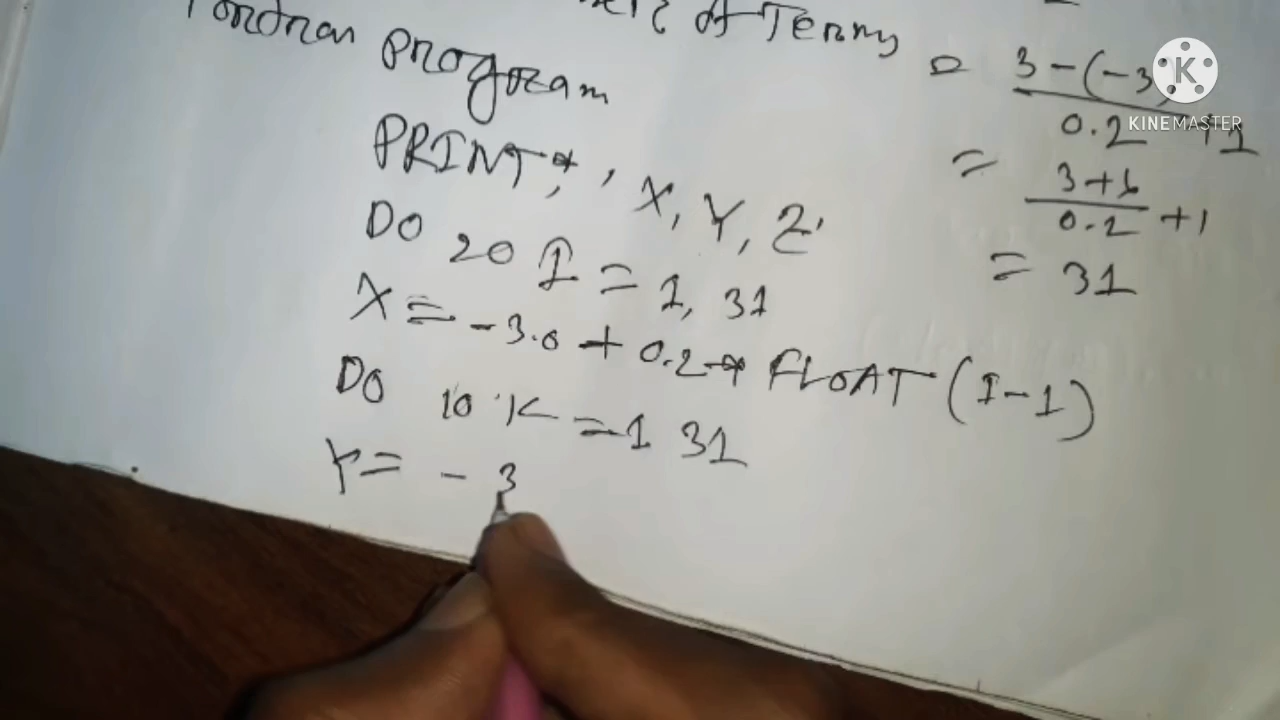 of Terms = 3 - (-3) / 0.2 + 1
Fortran program
= 3+3 / 0.2 + 1
= 31
PRINT*, X, Y, Z'
DO 20 I = 1, 31
X = -3.0 + 0.2 * FLOAT (I-1)
DO 10 K = 1 31
Y = - 3
KINEMASTER